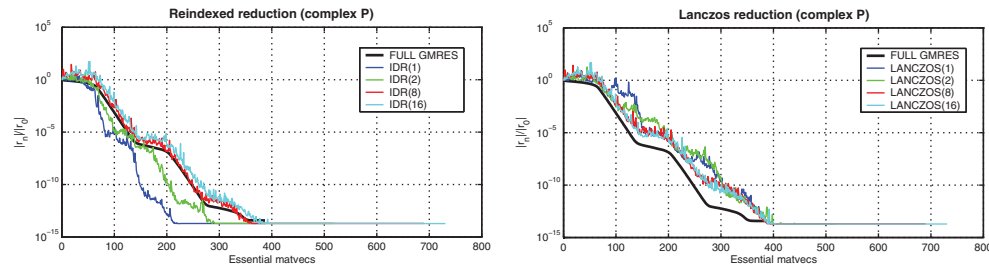 Reindexed reduction (complex P)
10^5
10^0
10^-5
10^-10
10^-15
|r_n|/|r_0|
FULL GMRES
IDR(1)
IDR(2)
IDR(8)
IDR(16)
0 100 200 300 400 500 600 700 800
Essential matvecs
Lanczos reduction (complex P)
10^5
10^0
10^-5
10^-10
10^-15
|r_n|/|r_0|
FULL GMRES
LANCZOS(1)
LANCZOS(2)
LANCZOS(8)
LANCZOS(16)
0 100 200 300 400 500 600 700 800
Essential matvecs